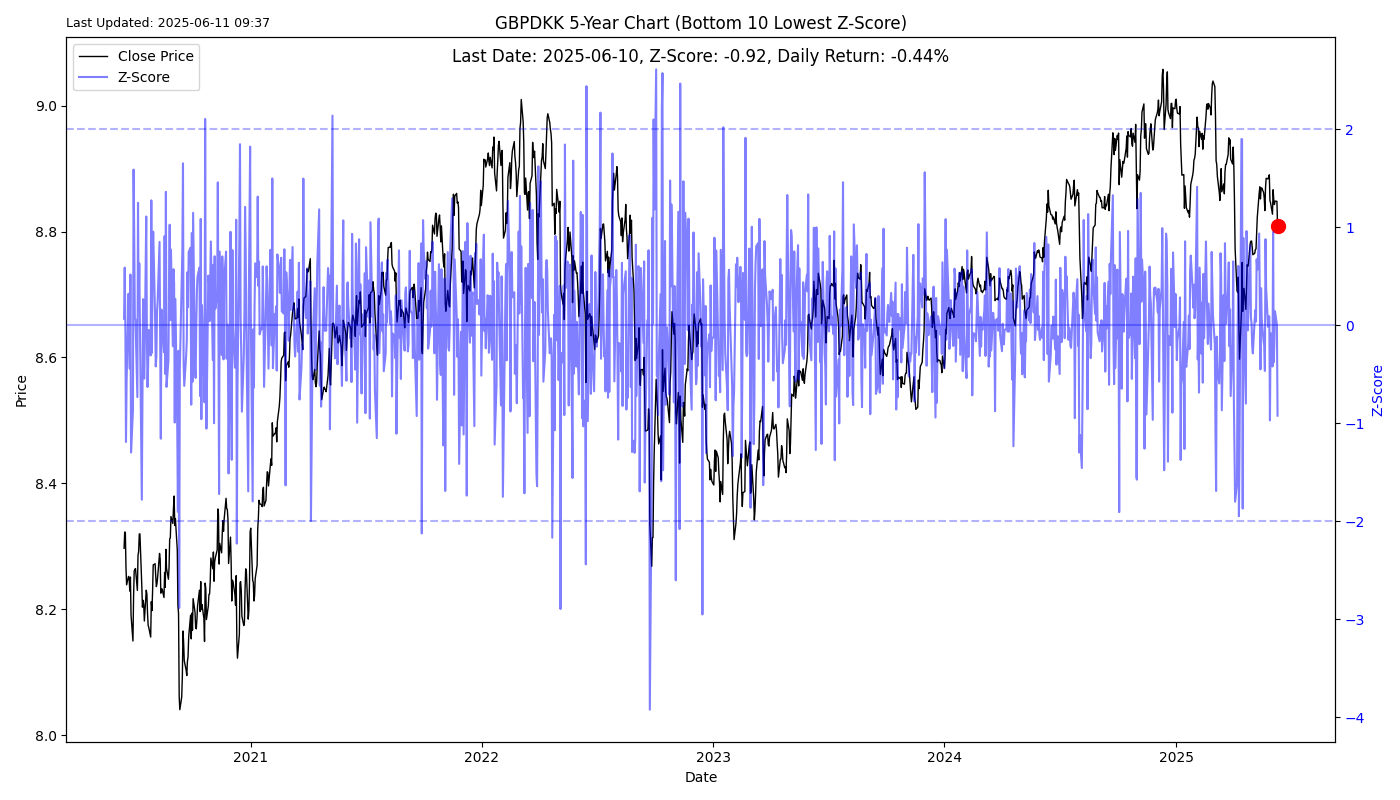 Last Updated: 2025-06-11 09:37
GBPDKK 5-Year Chart (Bottom 10 Lowest Z-Score)
Last Date: 2025-06-10, Z-Score: -0.92, Daily Return: -0.44%
Close Price
Z-Score
9.0
8.8
8.6
8.4
8.2
8.0
Price
2
1
0
−1
−2
−3
−4
Z-Score
2021
2022
2023
2024
2025
Date